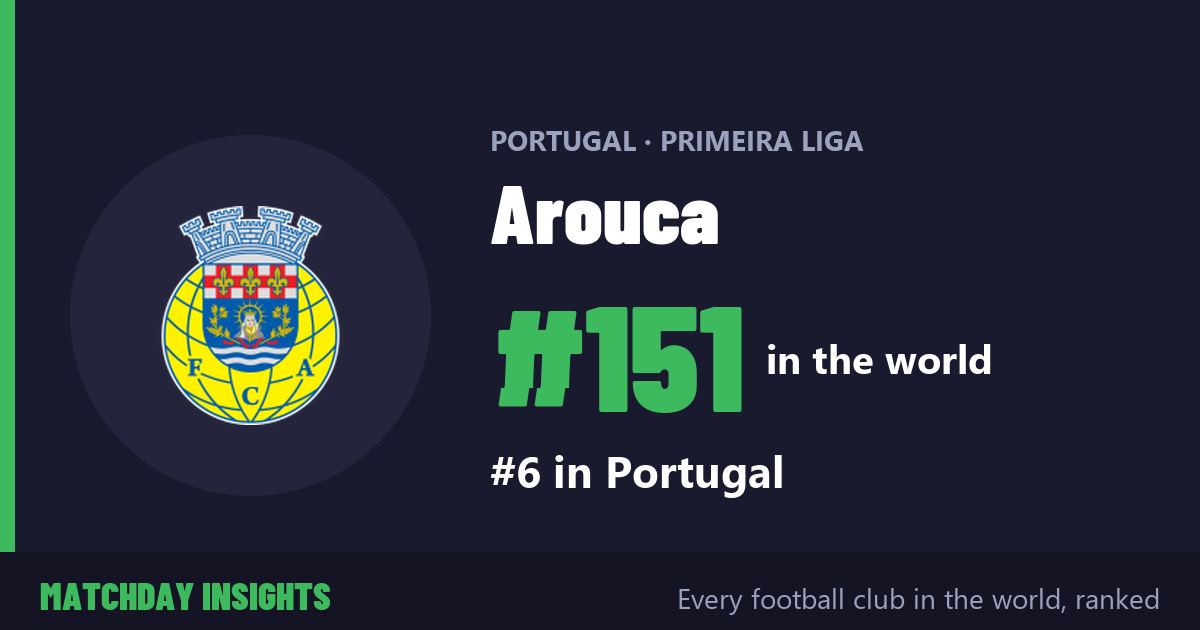 PORTUGAL · PRIMEIRA LIGA
Arouca
#151 in the world
#6 in Portugal
F A
C
MATCHDAY INSIGHTS
Every football club in the world, ranked